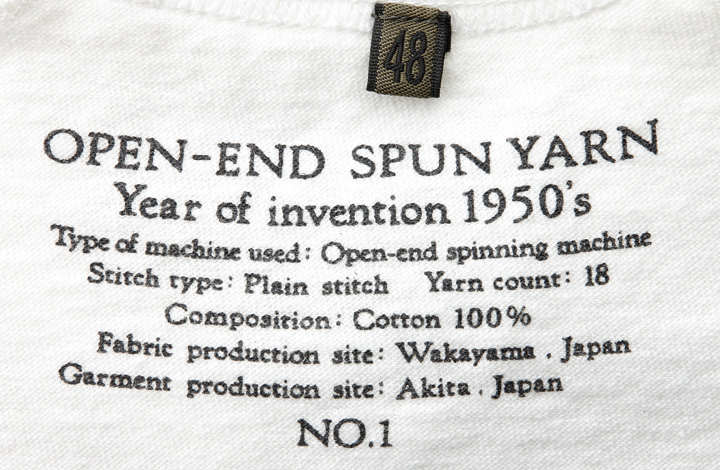 48
OPEN-END SPUN YARN
Year of invention 1950's
Type of machine used: Open-end spinning machine
Stitch type: Plain stitch Yarn count: 18
Composition: Cotton 100%
Fabric production site: Wakayama , Japan
Garment production site: Akita , Japan
NO.1